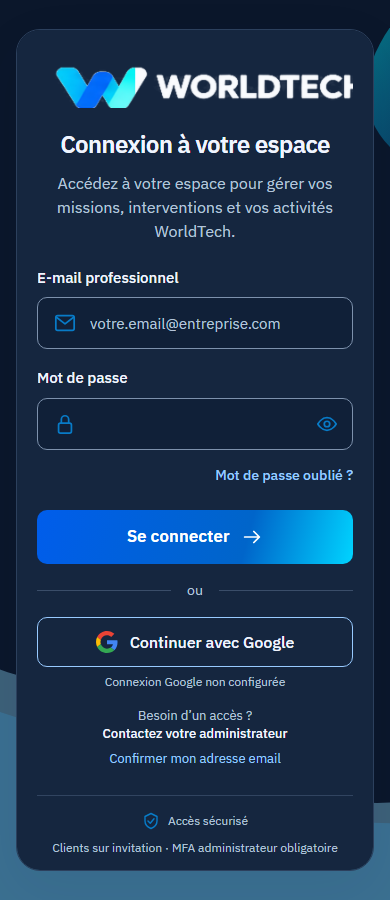 WORLDTECH
Connexion à votre espace
Accédez à votre espace pour gérer vos
missions, interventions et vos activités
WorldTech.
E-mail professionnel
votre.email@entreprise.com
Mot de passe
Mot de passe oublié ?
Se connecter →
ou
Continuer avec Google
Connexion Google non configurée
Besoin d’un accès ?
Contactez votre administrateur
Confirmer mon adresse email
Accès sécurisé
Clients sur invitation · MFA administrateur obligatoire